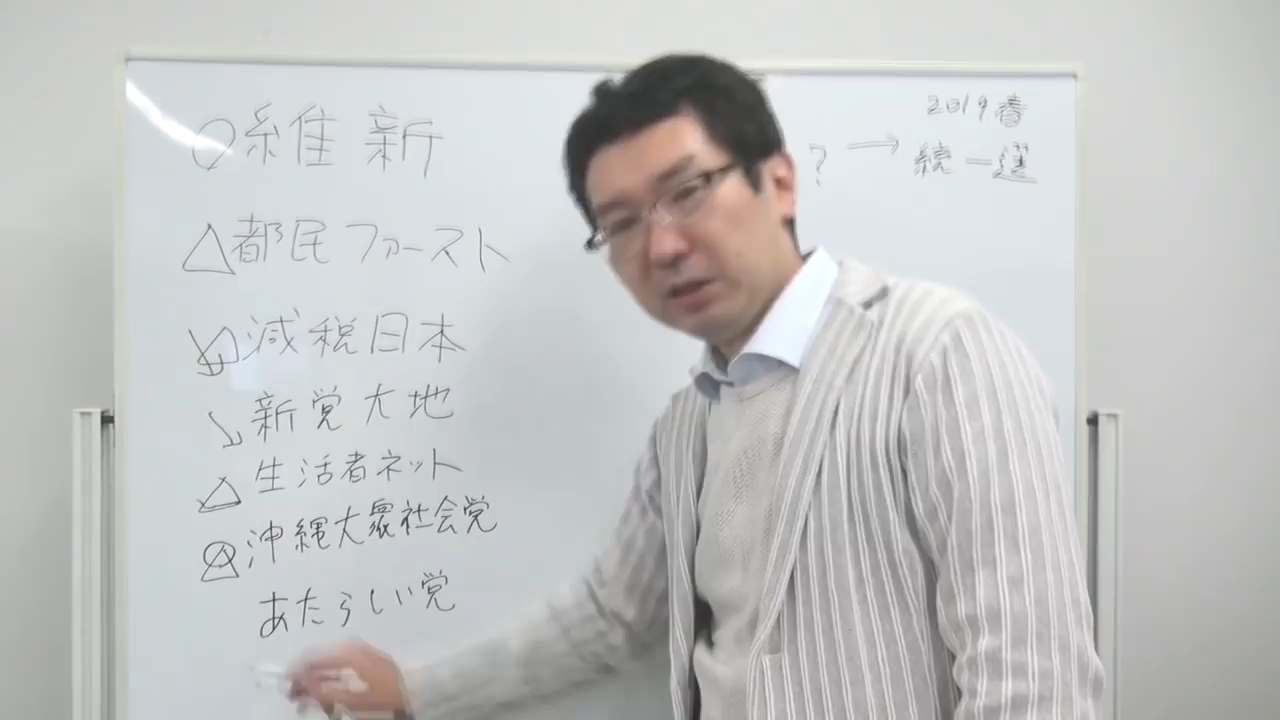 ○維新
△都民ファースト
減税日本
新党大地
△生活者ネット
沖縄大衆社会党
あたらしい党
? → 2019春
統一選